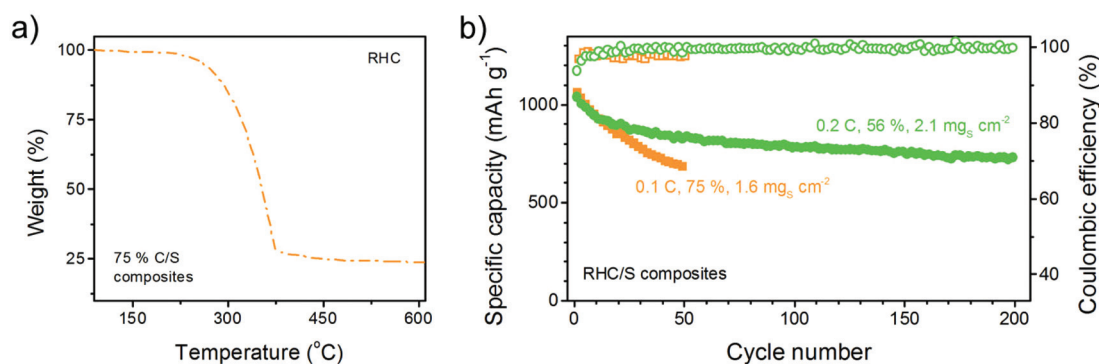 a)
RHC
100
75
50
25
Weight (%)
75 % C/S
composites
150
300
450
600
Temperature (°C)
b)
Specific capacity (mAh g⁻¹)
1000
800
600
0
0.2 C, 56 %, 2.1 mgₛ cm⁻²
0.1 C, 75 %, 1.6 mgₛ cm⁻²
RHC/S composites
0
50
100
150
200
Cycle number
100
80
60
40
Coulombic efficiency (%)